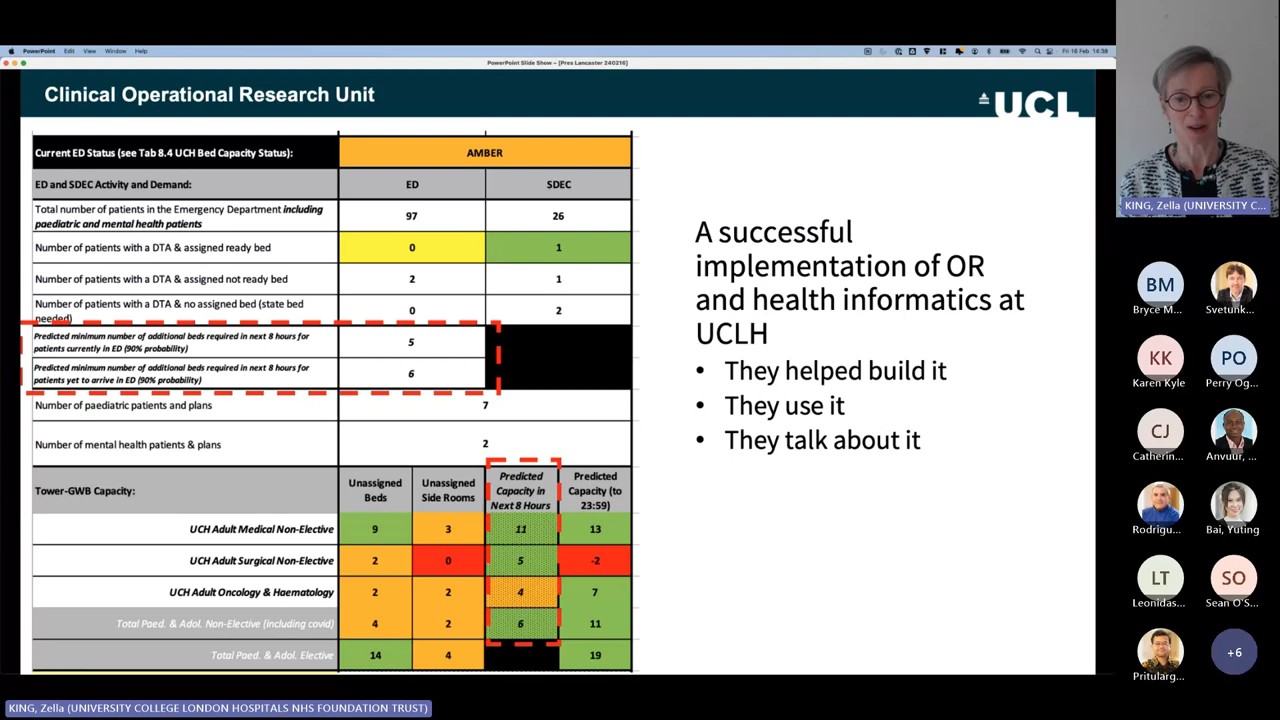 PowerPoint Edit View Window Help
Fri 16 Feb 14:38
PowerPoint Slide Show – [Pres Lancaster 240216]
Clinical Operational Research Unit
UCL
Current ED Status (see Tab 8.4 UCH Bed Capacity Status): AMBER
ED and SDEC Activity and Demand: ED SDEC
Total number of patients in the Emergency Department including
paediatric and mental health patients
97 26
Number of patients with a DTA & assigned ready bed 0 1
Number of patients with a DTA & assigned not ready bed 2 1
Number of patients with a DTA & no assigned bed (state bed
needed)
0 2
Predicted minimum number of additional beds required in next 8 hours for
patients currently in ED (90% probability)
5
Predicted minimum number of additional beds required in next 8 hours for
patients yet to arrive in ED (90% probability)
6
Number of paediatric patients and plans 7
Number of mental health patients & plans 2
Tower-GWB Capacity:
Unassigned
Beds
Unassigned
Side Rooms
Predicted
Capacity in
Next 8 Hours
Predicted
Capacity (to
23:59)
UCH Adult Medical Non-Elective 9 3 11 13
UCH Adult Surgical Non-Elective 2 0 5 -2
UCH Adult Oncology & Haematology 2 2 4 7
Total Paed. & Adol. Non-Elective (including covid) 4 2 6 11
Total Paed. & Adol. Elective 14 4 19
A successful
implementation of OR
and health informatics at
UCLH
• They helped build it
• They use it
• They talk about it
KING, Zella (UNIVERSITY C...
BM
Bryce M...
Svetunk...
KK
Karen Kyle
PO
Perry Og...
CJ
Catherin...
Anvuur, ...
Rodrigu...
Bai, Yuting
LT
Leonidas...
SO
Sean O'S...
Pritularg...
+6
KING, Zella (UNIVERSITY COLLEGE LONDON HOSPITALS NHS FOUNDATION TRUST)